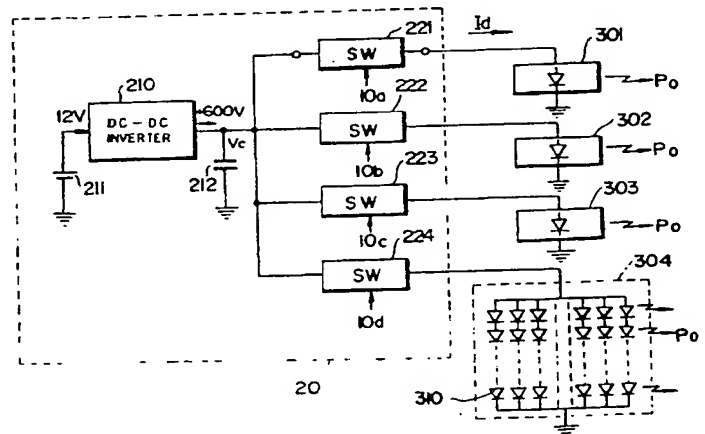 221
Id
301
SW
210
10a
Po
222
+600V
12V
DC-DC
INVERTER
Vc
SW
302
10b
Po
211
212
223
SW
303
10c
Po
224
SW
304
10d
Po
20
310